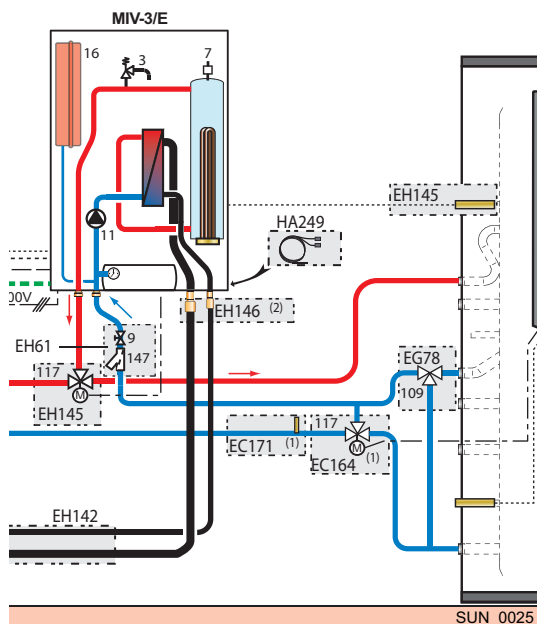 MIV-3/E
16
3
7
EH145
HA249
11
00V
EH146 (2)
9
EH61
147
EG78
117
EH145
M
109
117
EC171 (1)
M
(1)
EC164
EH142
SUN 0025